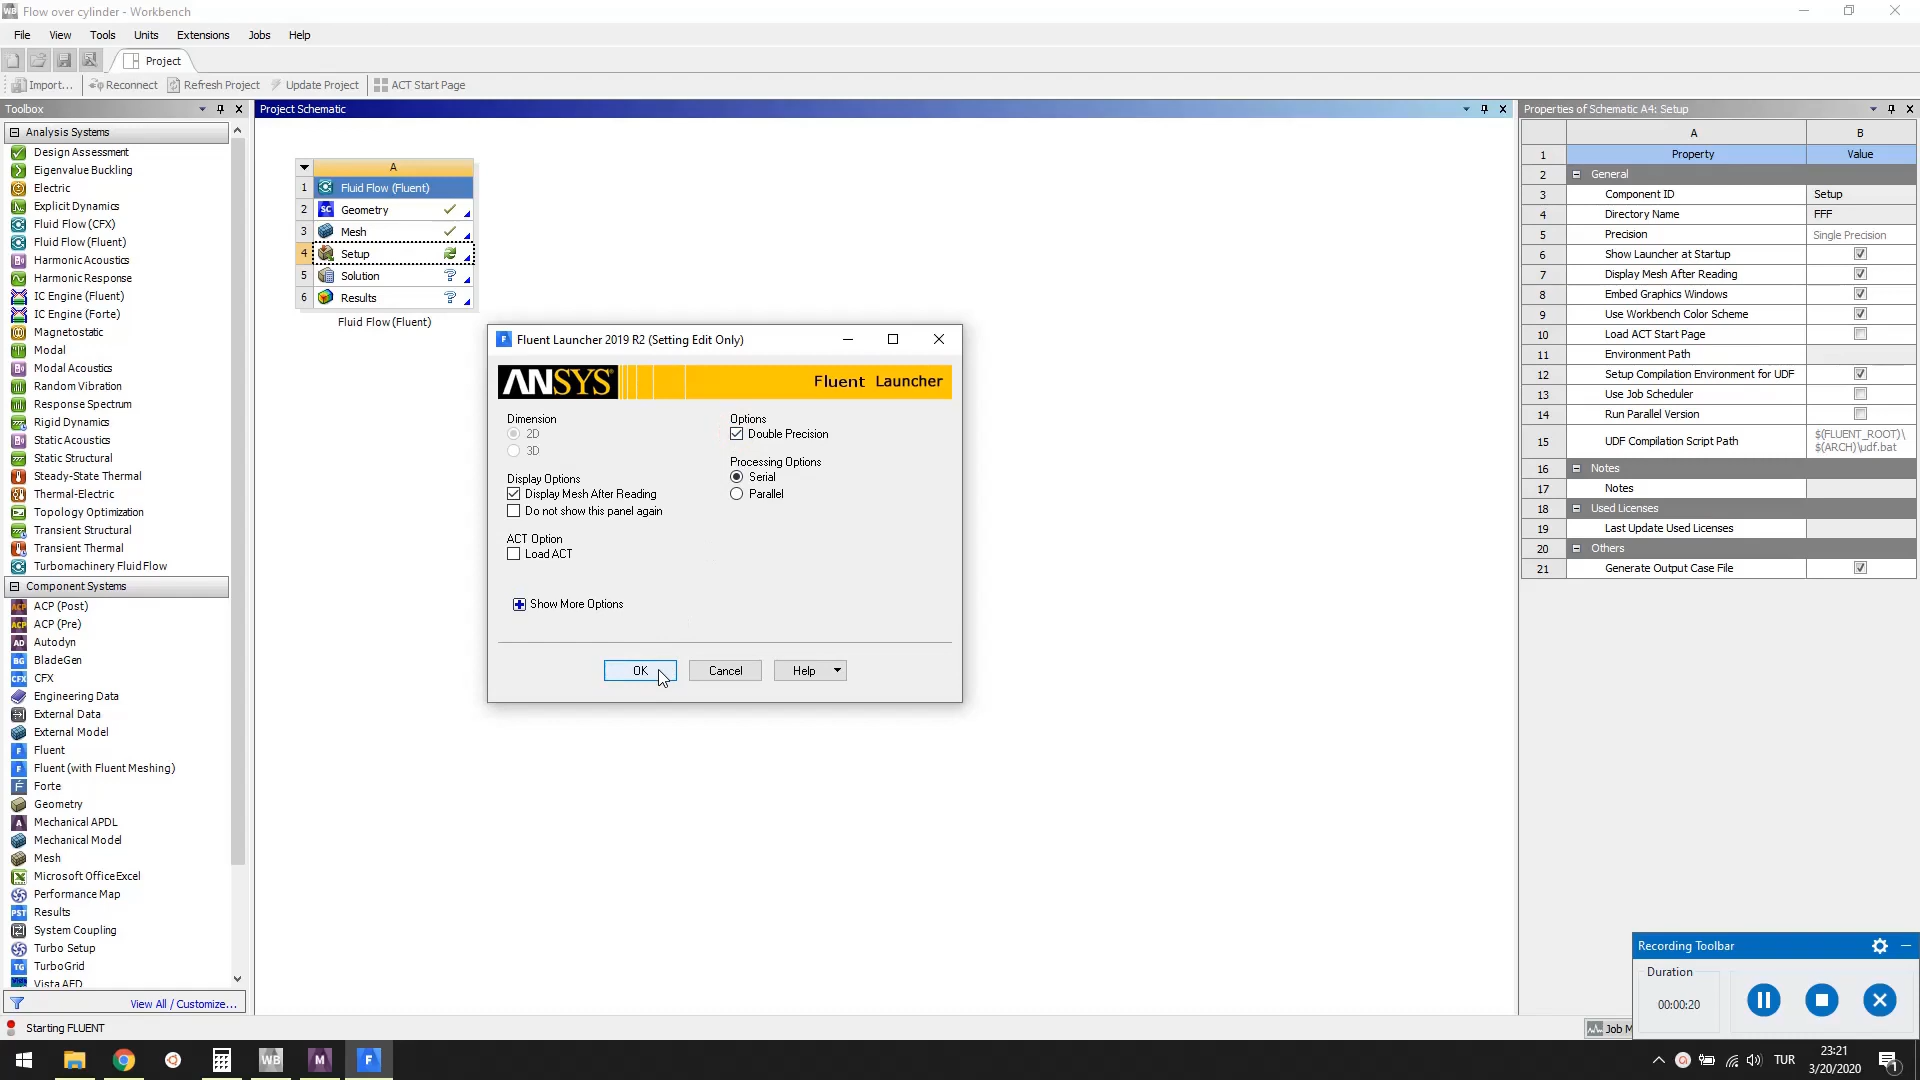 Flow over cylinder - Workbench
File View Tools Units Extensions Jobs Help
Project
Import... Reconnect Refresh Project Update Project ACT Start Page
Toolbox
Analysis Systems
Design Assessment
Eigenvalue Buckling
Electric
Explicit Dynamics
Fluid Flow (CFX)
Fluid Flow (Fluent)
Harmonic Acoustics
Harmonic Response
IC Engine (Fluent)
IC Engine (Forte)
Magnetostatic
Modal
Modal Acoustics
Random Vibration
Response Spectrum
Rigid Dynamics
Static Acoustics
Static Structural
Steady-State Thermal
Thermal-Electric
Topology Optimization
Transient Structural
Transient Thermal
Turbomachinery Fluid Flow
Component Systems
ACP (Post)
ACP (Pre)
Autodyn
BladeGen
CFX
Engineering Data
External Data
External Model
Fluent
Fluent (with Fluent Meshing)
Forte
Geometry
Mechanical APDL
Mechanical Model
Mesh
Microsoft Office Excel
Performance Map
Results
System Coupling
Turbo Setup
TurboGrid
Vista AFD
View All / Customize...
Starting FLUENT
Project Schematic
A
1 Fluid Flow (Fluent)
2 Geometry
3 Mesh
4 Setup
5 Solution
6 Results
Fluid Flow (Fluent)
Fluent Launcher 2019 R2 (Setting Edit Only)
ANSYS Fluent Launcher
Dimension
2D
3D
Display Options
Display Mesh After Reading
Do not show this panel again
ACT Option
Load ACT
Show More Options
Options
Double Precision
Processing Options
Serial
Parallel
OK Cancel Help
Properties of Schematic A4: Setup
A B
1 Property Value
2 General
3 Component ID Setup
4 Directory Name FFF
5 Precision Single Precision
6 Show Launcher at Startup
7 Display Mesh After Reading
8 Embed Graphics Windows
9 Use Workbench Color Scheme
10 Load ACT Start Page
11 Environment Path
12 Setup Compilation Environment for UDF
13 Use Job Scheduler
14 Run Parallel Version
15 UDF Compilation Script Path $(FLUENT_ROOT)\
$(ARCH)\udf.bat
16 Notes
17 Notes
18 Used Licenses
19 Last Update Used Licenses
20 Others
21 Generate Output Case File
Recording Toolbar
Duration
00:00:20
Job M
TUR
23:21
3/20/2020